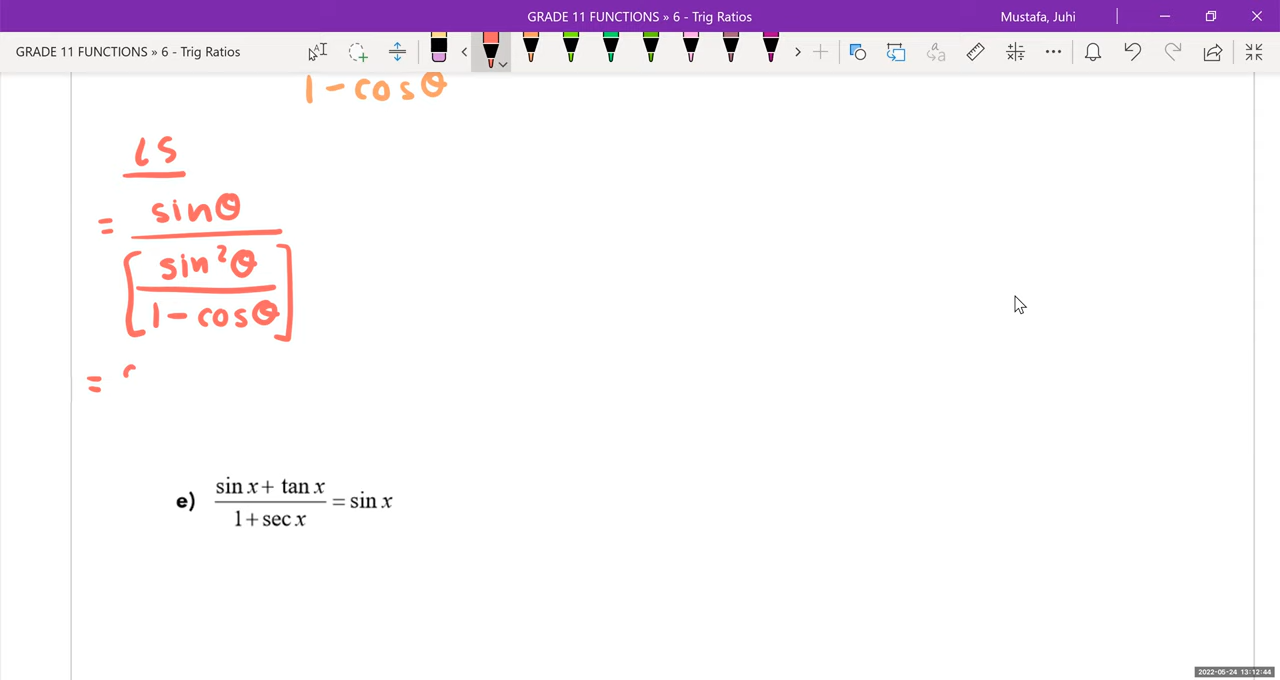 GRADE 11 FUNCTIONS » 6 - Trig Ratios
Mustafa, Juhi
GRADE 11 FUNCTIONS » 6 - Trig Ratios
1 - cosθ
LS
= sinθ
[sin²θ
1 - cosθ]
=
e) sin x + tan x
= sin x
1 + sec x
2022-05-24 13:12:44